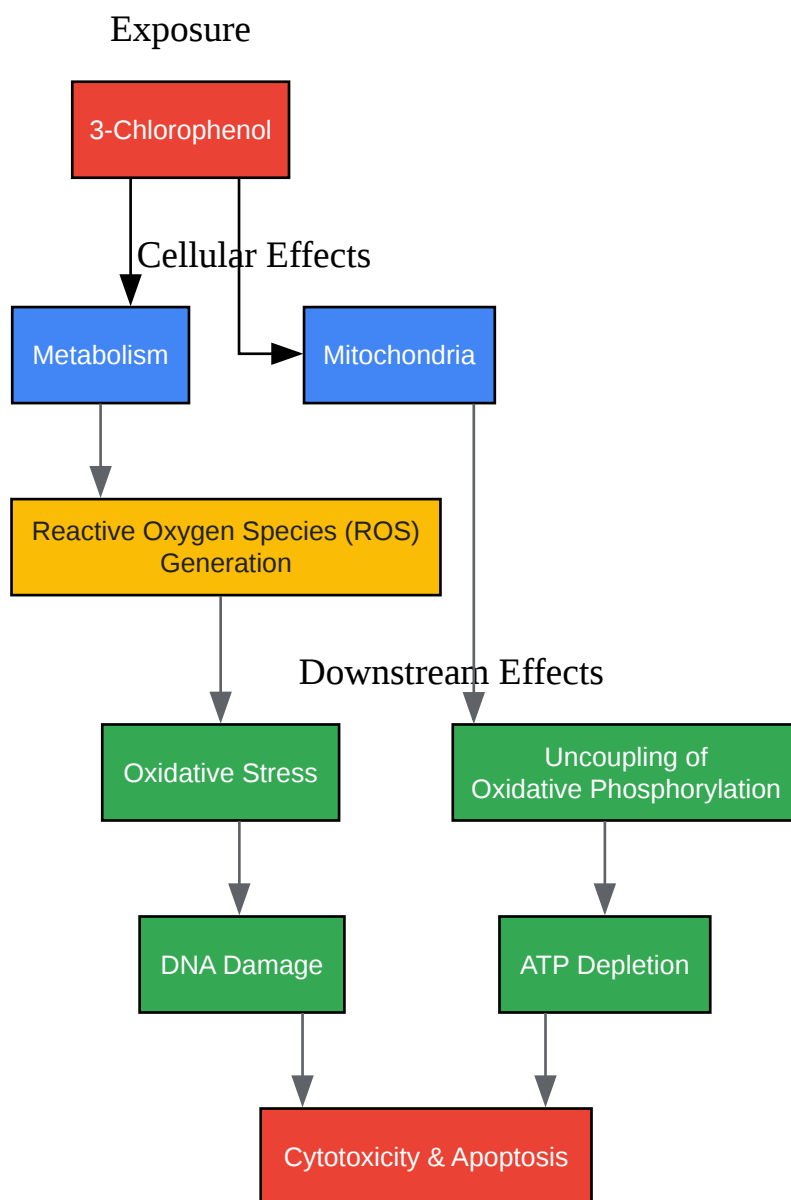 Exposure
3-Chlorophenol
Cellular Effects
Metabolism
Mitochondria
Reactive Oxygen Species (ROS)
Generation
Downstream Effects
Oxidative Stress
Uncoupling of
Oxidative Phosphorylation
DNA Damage
ATP Depletion
Cytotoxicity & Apoptosis